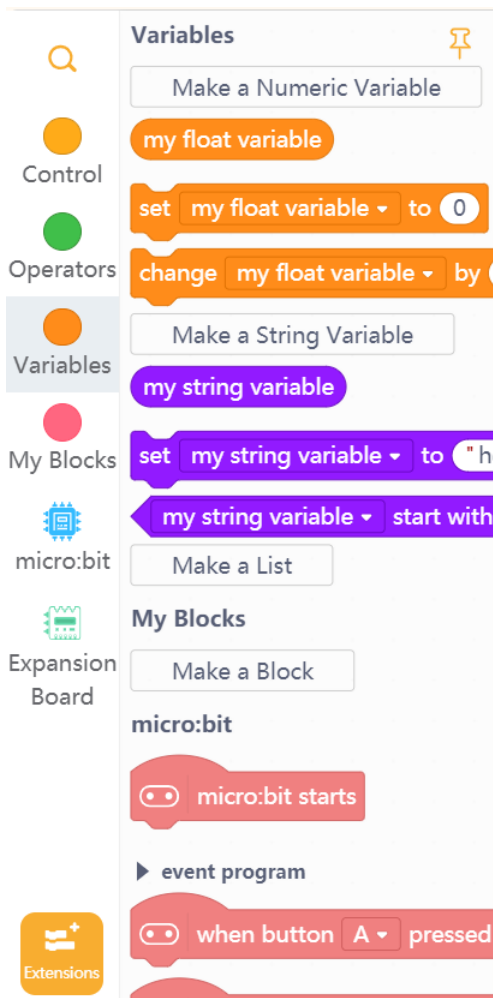 Control
Operators
Variables
My Blocks
micro:bit
Expansion
Board
Extensions
Variables
Make a Numeric Variable
my float variable
set my float variable to 0
change my float variable by
Make a String Variable
my string variable
set my string variable to "h
my string variable start with
Make a List
My Blocks
Make a Block
micro:bit
micro:bit starts
event program
when button A pressed